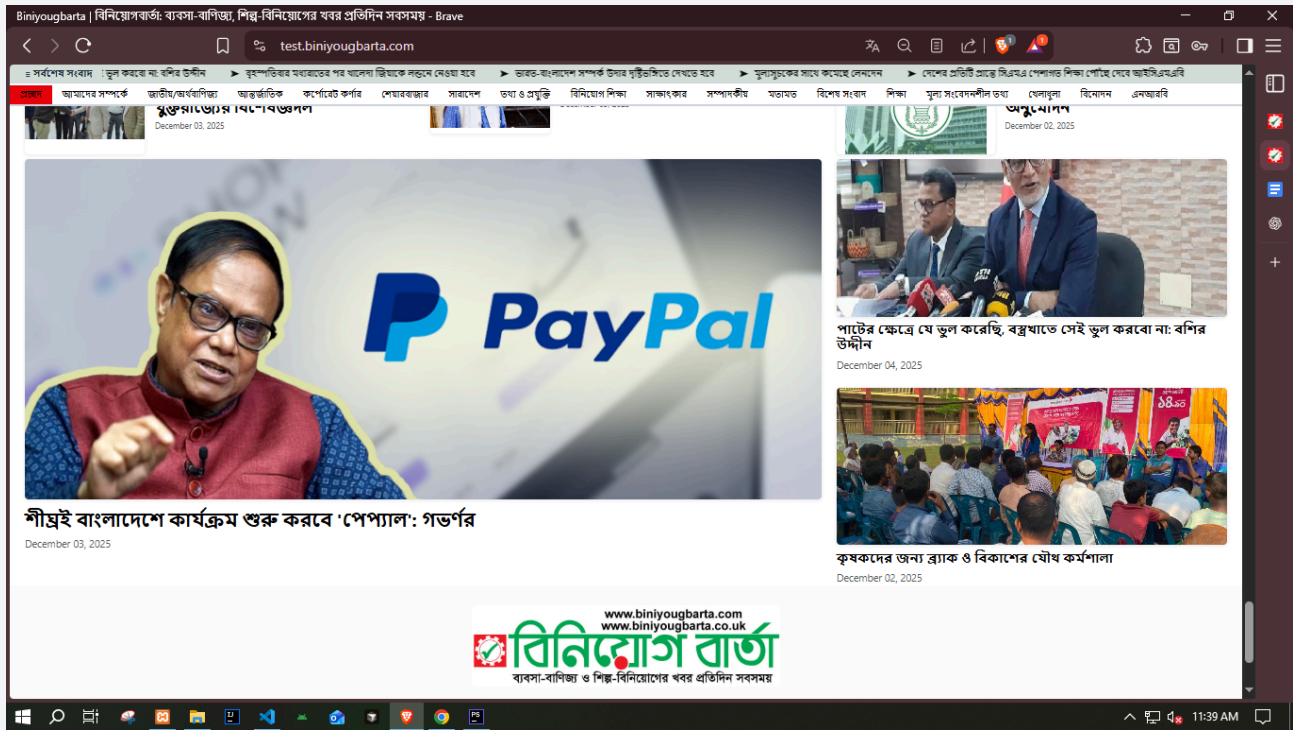 Biniyougbarta | বিনিয়োগবার্তা: ব্যবসা-বাণিজ্য, শিল্প-বিনিয়োগের খবর প্রতিদিন সবসময় - Brave
test.biniyougbarta.com
≡ সর্বশেষ সংবাদ ভুল করবো না: বশির উদ্দীন ➤ বৃহস্পতিবার মধ্যরাতের পর খালেদা জিয়াকে লন্ডনে নেওয়া হবে ➤ ভারত-বাংলাদেশ সম্পর্ক উদার দৃষ্টিভঙ্গিতে দেখতে হবে ➤ মূল্যসূচকের সাথে কমেছে লেনদেন ➤ দেশের প্রতিটি প্রান্তে সিএমএ পেশাগত শিক্ষা পৌঁছে দেবে আইসিএমএবি
প্রচ্ছদ আমাদের সম্পর্কে জাতীয়/অর্থবাণিজ্য আন্তর্জাতিক কর্পোরেট কর্ণার শেয়ারবাজার সারাদেশ তথ্য ও প্রযুক্তি বিনিয়োগ শিক্ষা সাক্ষাৎকার সম্পাদকীয় মতামত বিশেষ সংবাদ শিক্ষা মূল্য সংবেদনশীল তথ্য খেলাধুলা বিনোদন এনআরবি
যুক্তরাজ্যের বিশেষজ্ঞদল
December 03, 2025
অনুমোদন
December 02, 2025
PayPal
শীঘ্রই বাংলাদেশে কার্যক্রম শুরু করবে 'পেপ্যাল': গভর্ণর
December 03, 2025
পাটের ক্ষেত্রে যে ভুল করেছি, বস্ত্রখাতে সেই ভুল করবো না: বশির
উদ্দীন
December 04, 2025
কৃষকদের জন্য ব্র্যাক ও বিকাশের যৌথ কর্মশালা
December 02, 2025
www.biniyougbarta.com
www.biniyougbarta.co.uk
বিনিয়োগ বার্তা
ব্যবসা-বাণিজ্য ও শিল্প-বিনিয়োগের খবর প্রতিদিন সবসময়
11:39 AM